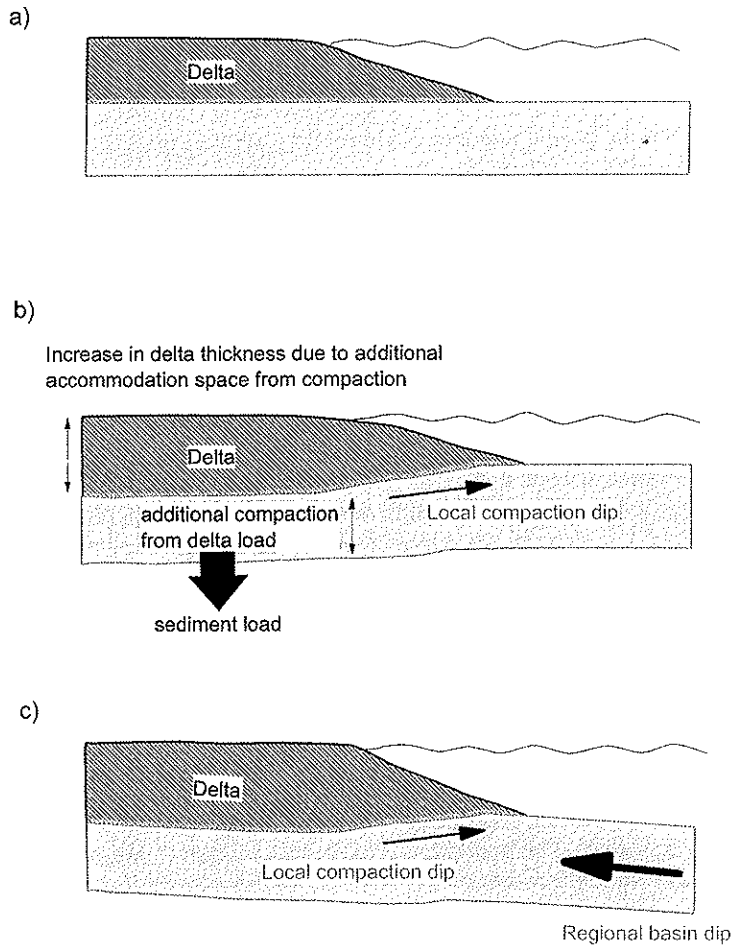 a)
Delta
b)
Increase in delta thickness due to additional
accommodation space from compaction
Delta
additional compaction
from delta load
Local compaction dip
sediment load
c)
Delta
Local compaction dip
Regional basin dip